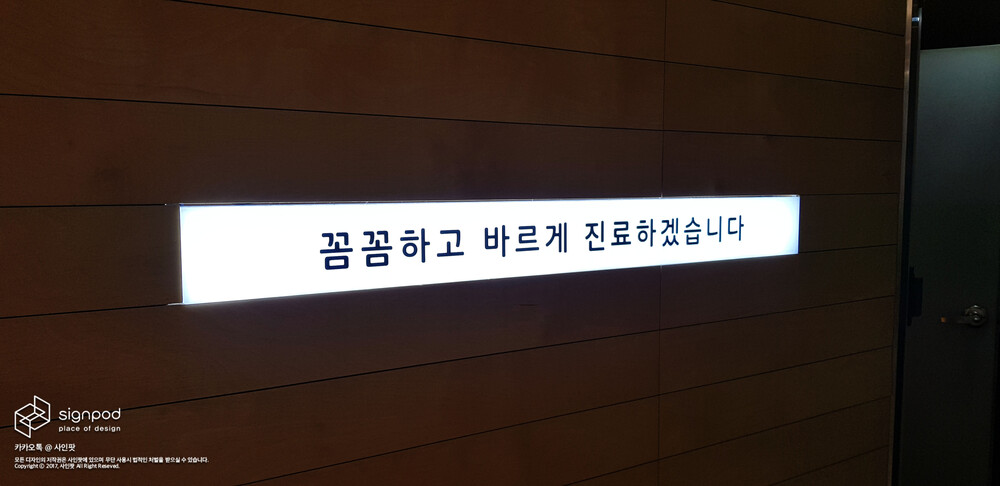 꼼꼼하고 바르게 진료하겠습니다
signpod
place of design
카카오톡 @ 사인팟
모든 디자인의 저작권은 사인팟에 있으며 무단 사용시 법적인 처벌을 받으실 수 있습니다.
Copyright ⓒ 2017, 사인팟 All Right Reseved.